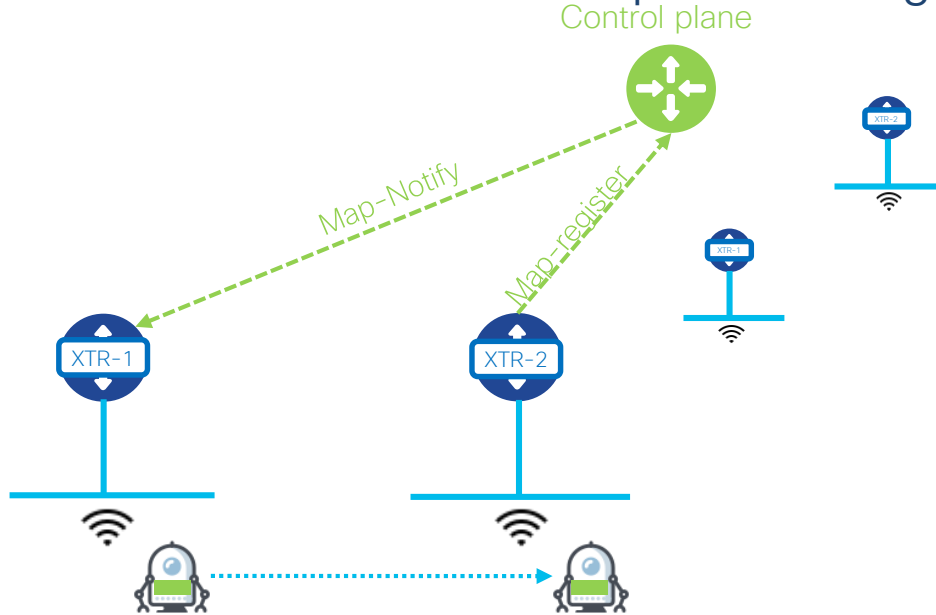 Control plane
XTR-2
Map-Notify
Map-register
XTR-1
XTR-1
XTR-2